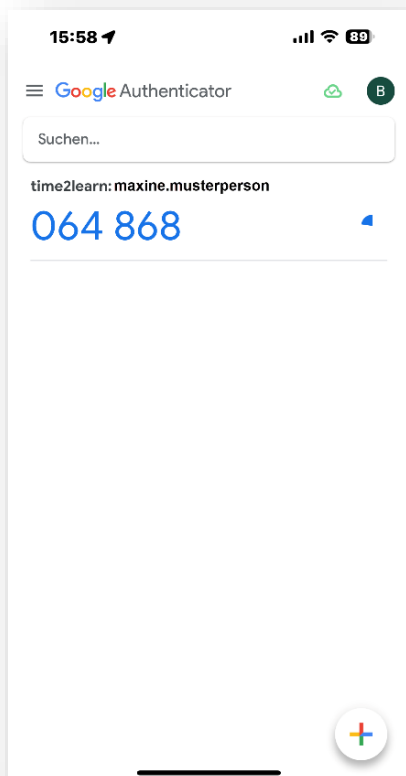 15:58
89
Google Authenticator
B
Suchen...
time2learn: maxine.musterperson
064 868